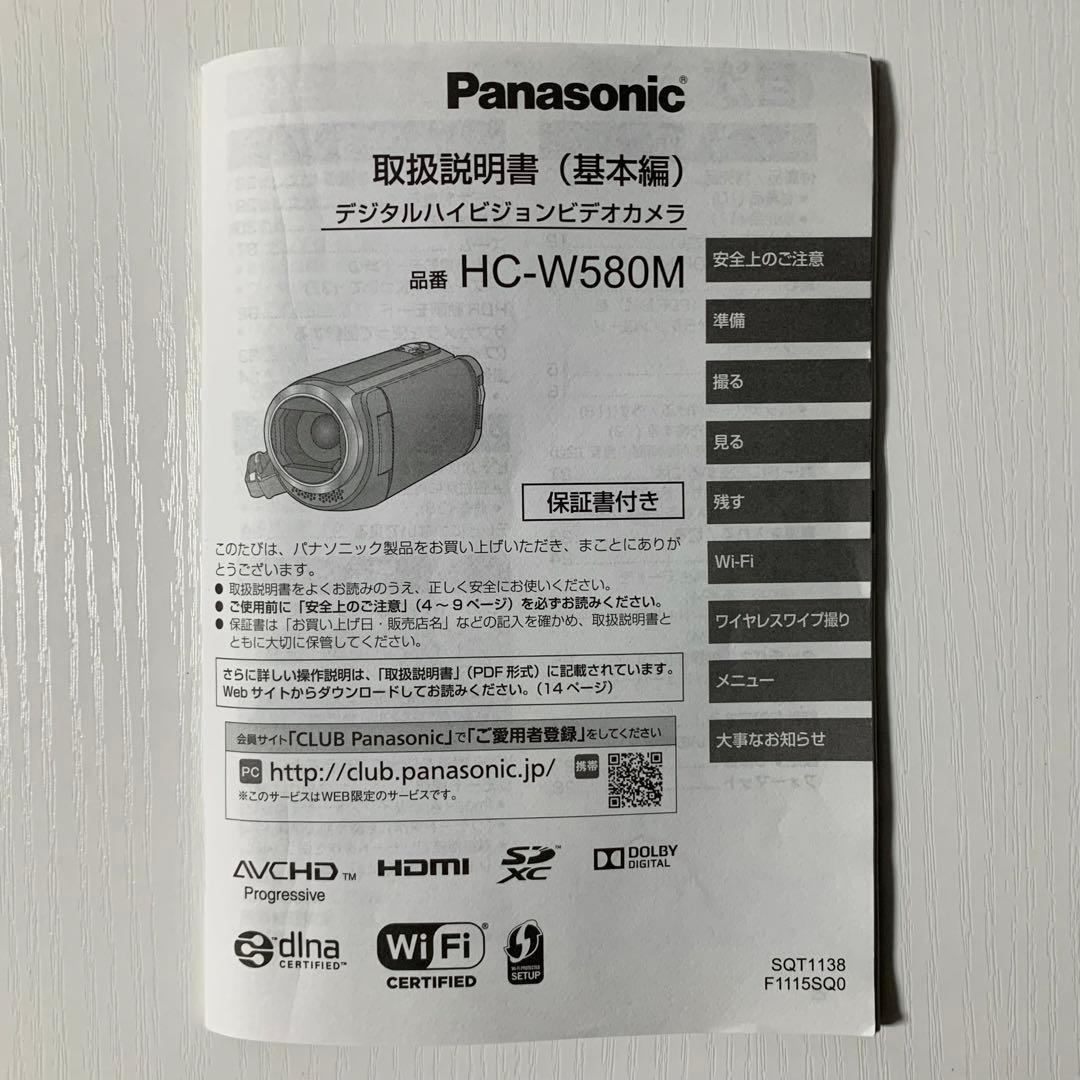 Panasonic®
取扱説明書(基本編)
デジタルハイビジョンビデオカメラ
品番 HC-W580M
安全上のご注意
準備
撮る
見る
残す
Wi-Fi
ワイヤレスワイプ撮り
メニュー
大事なお知らせ
保証書付き
このたびは、パナソニック製品をお買い上げいただき、まことにありが
とうございます。
● 取扱説明書をよくお読みのうえ、正しく安全にお使いください。
● ご使用前に「安全上のご注意」(4~9ページ)を必ずお読みください。
● 保証書は「お買い上げ日・販売店名」などの記入を確かめ、取扱説明書と
ともに大切に保管してください。
さらに詳しい操作説明は、「取扱説明書」(PDF形式)に記載されています。
Webサイトからダウンロードしてお読みください。(14ページ)
会員サイト「CLUB Panasonic」で「ご愛用者登録」をしてください
PC http://club.panasonic.jp/ 携帯
※このサービスはWEB限定のサービスです。
AVCHD™ Progressive
HDMI
SDXC™
DOLBY DIGITAL
dlna CERTIFIED™
WiFi® CERTIFIED
WI-FI PROTECTED SETUP
SQT1138
F1115SQ0